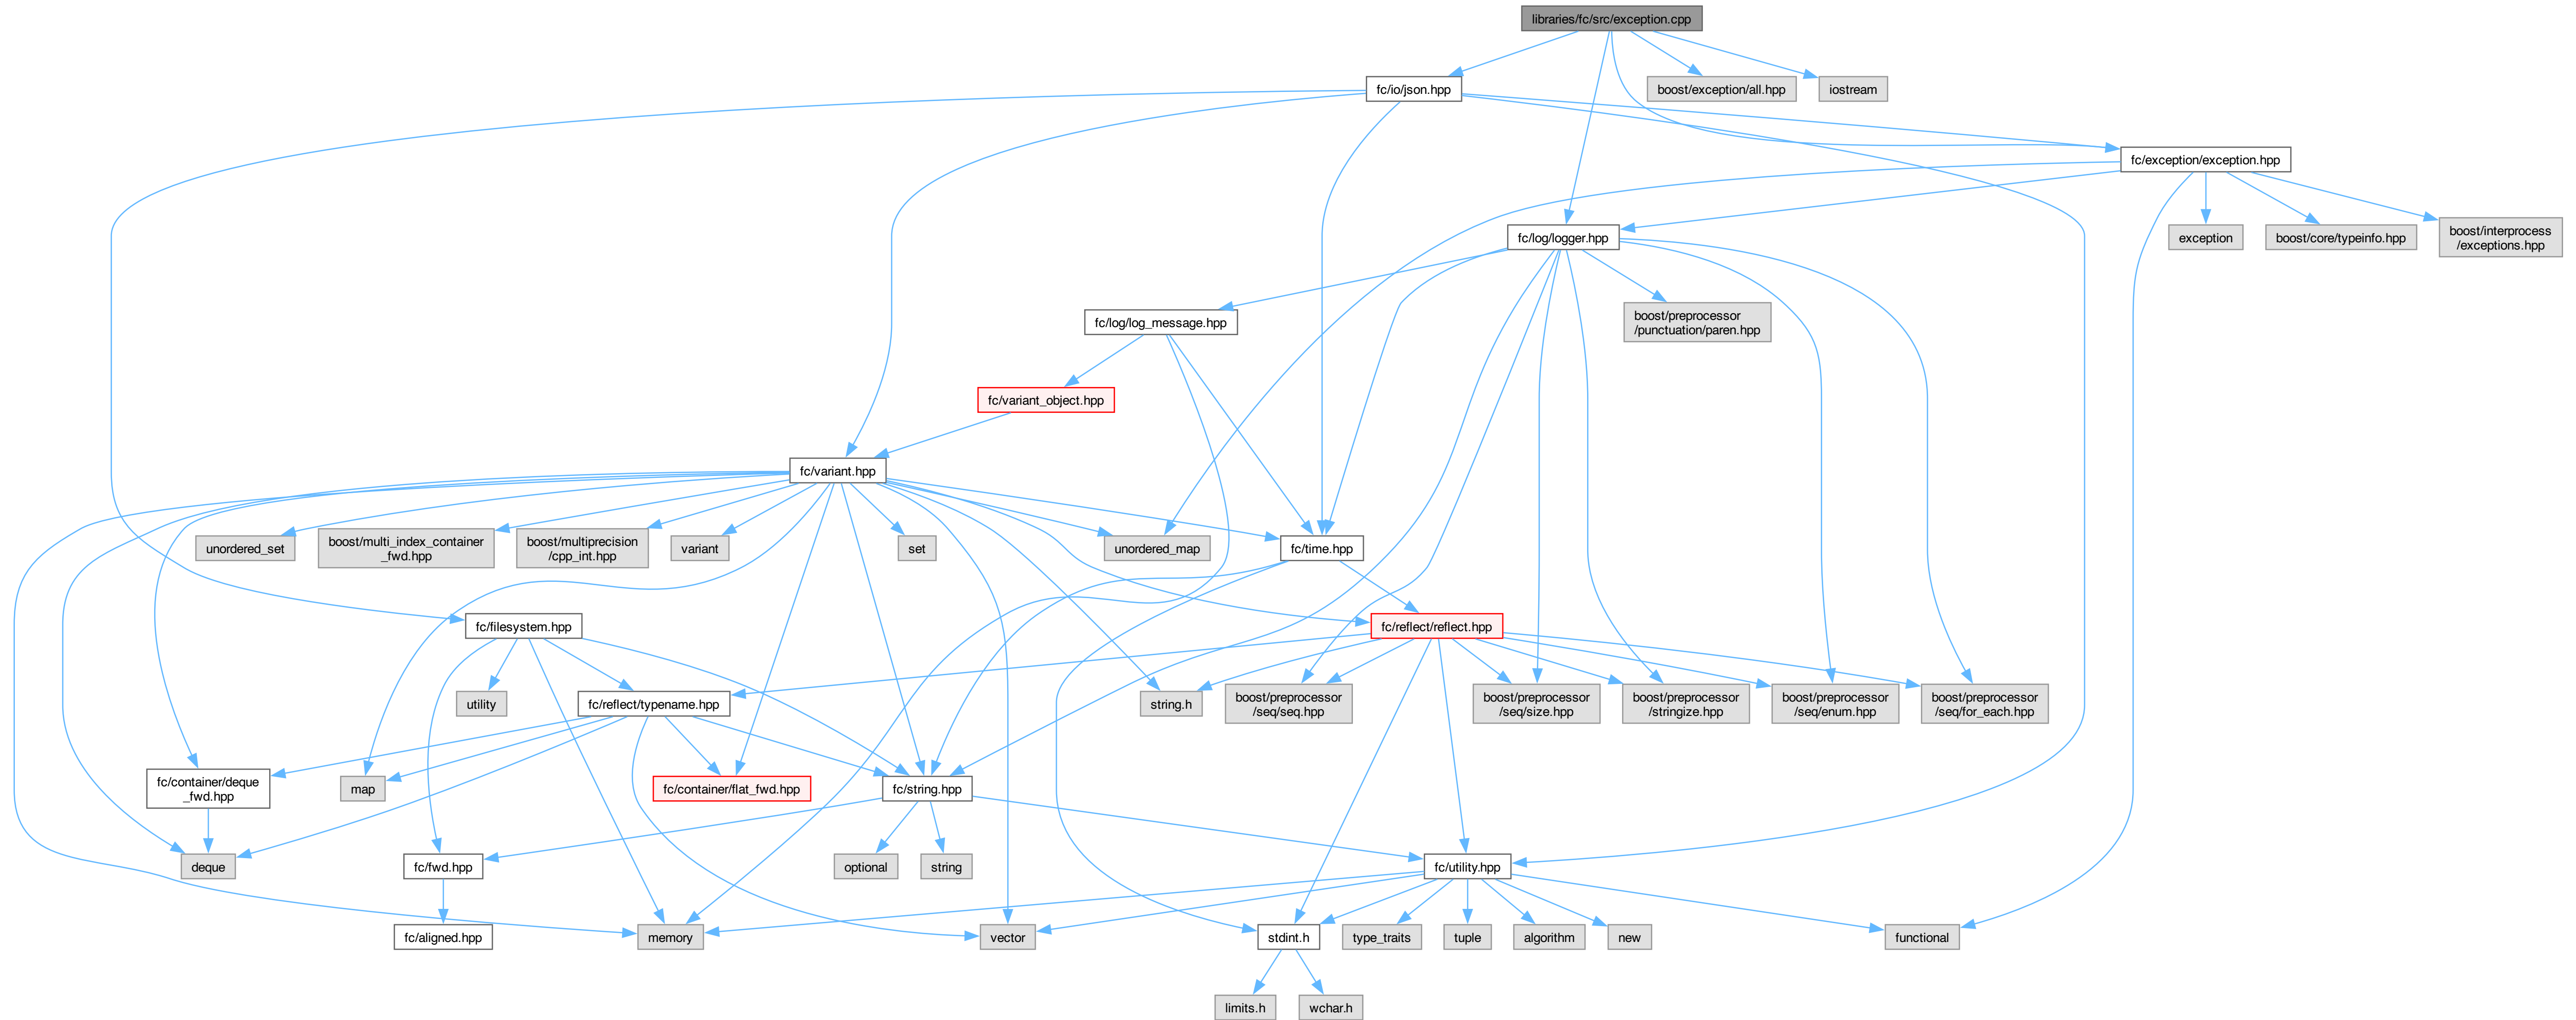 libraries/fc/src/exception.cpp
fc/io/json.hpp
boost/exception/all.hpp
iostream
fc/exception/exception.hpp
fc/log/logger.hpp
exception
boost/core/typeinfo.hpp
boost/interprocess
/exceptions.hpp
fc/log/log_message.hpp
boost/preprocessor
/punctuation/paren.hpp
fc/variant_object.hpp
fc/variant.hpp
unordered_set
boost/multi_index_container
_fwd.hpp
boost/multiprecision
/cpp_int.hpp
variant
set
unordered_map
fc/time.hpp
fc/filesystem.hpp
fc/reflect/reflect.hpp
utility
fc/reflect/typename.hpp
string.h
boost/preprocessor
/seq/seq.hpp
boost/preprocessor
/seq/size.hpp
boost/preprocessor
/stringize.hpp
boost/preprocessor
/seq/enum.hpp
boost/preprocessor
/seq/for_each.hpp
fc/container/deque
_fwd.hpp
map
fc/container/flat_fwd.hpp
fc/string.hpp
deque
fc/fwd.hpp
optional
string
fc/utility.hpp
fc/aligned.hpp
memory
vector
stdint.h
type_traits
tuple
algorithm
new
functional
limits.h
wchar.h